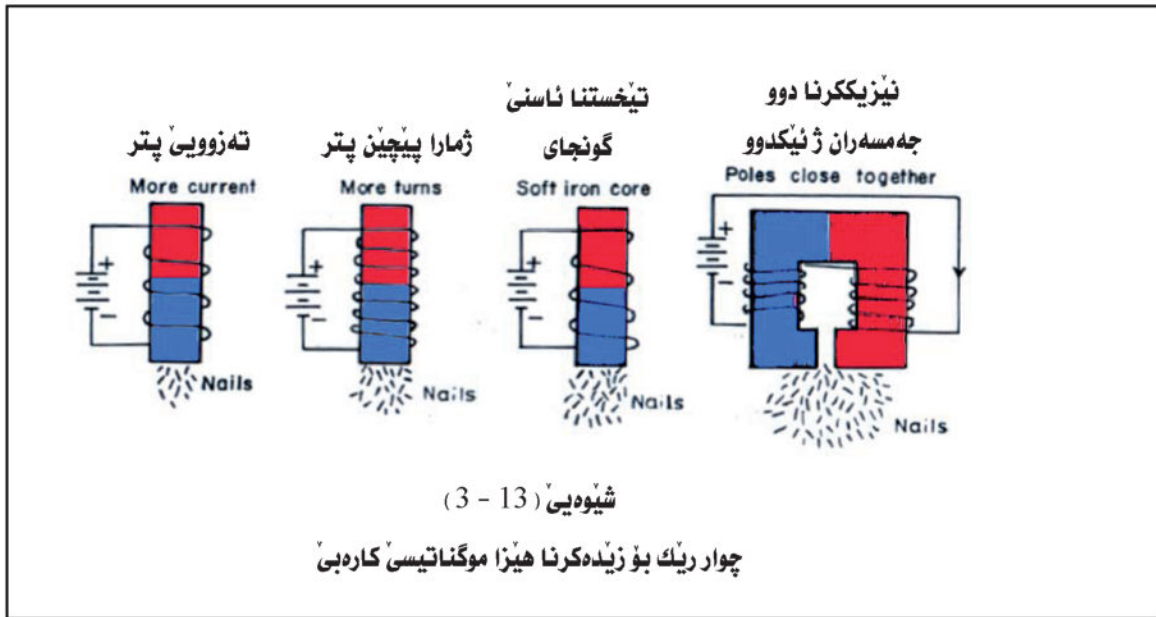 تەزوویێ پتر
More current
+
−
Nails
ژمارا پێچێن پتر
More turns
+
−
Nails
تێخستنا ئاسنێ
گونجای
Soft iron core
+
−
Nails
نێزیککرنا دوو
جەمسەران ژ ئێکدوو
Poles close together
+
−
Nails
شێوەیێ (13 - 3)
چوار رێك بۆ زێدەکرنا هێزا موگناتیسێ کارەبێ